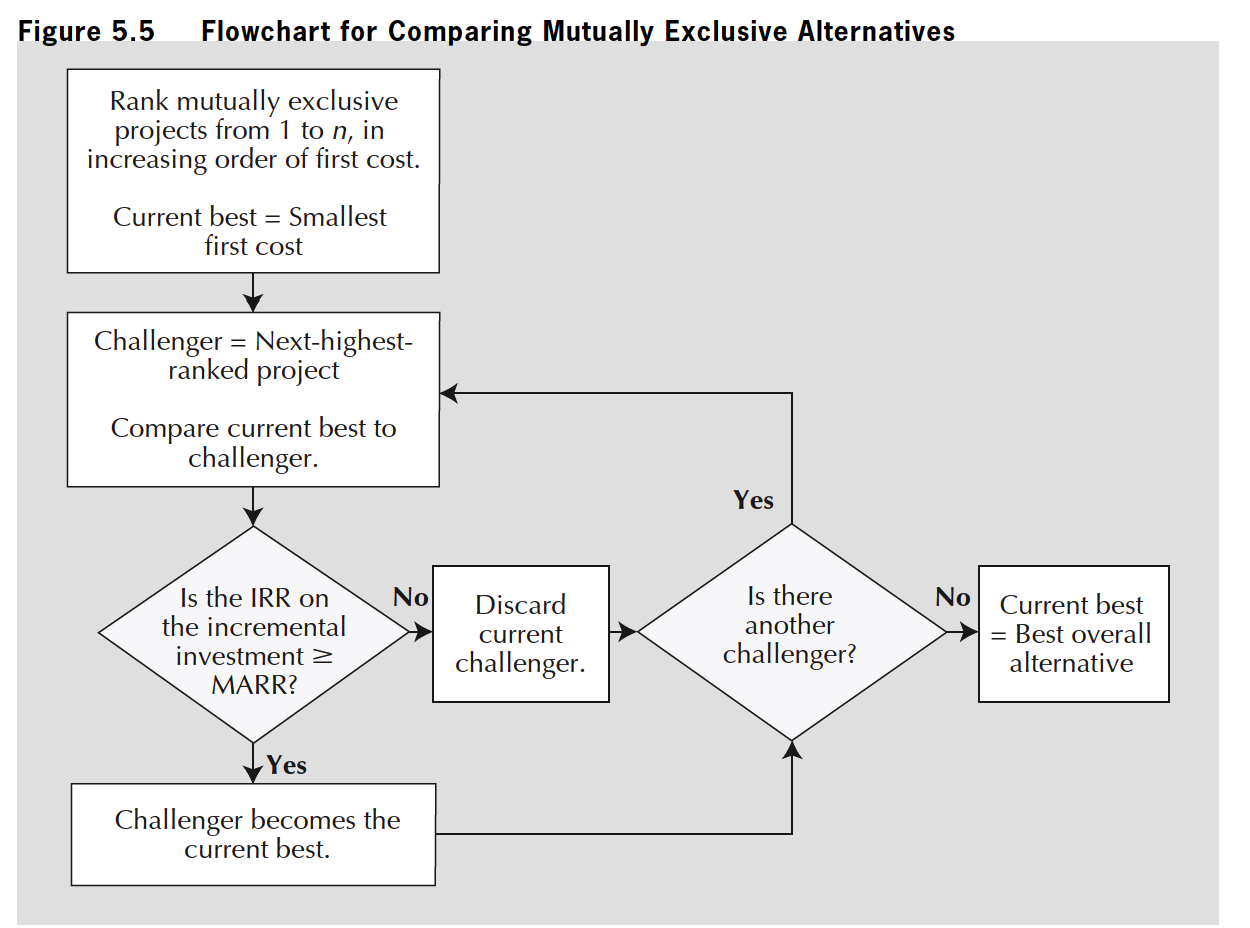 Figure 5.5 Flowchart for Comparing Mutually Exclusive Alternatives
Rank mutually exclusive
projects from 1 to n, in
increasing order of first cost.
Current best = Smallest
first cost
Challenger = Next-highest-
ranked project
Compare current best to
challenger.
Is the IRR on
the incremental
investment ≥
MARR?
No
Discard
current
challenger.
Yes
Is there
another
challenger?
No
Current best
= Best overall
alternative
Yes
Challenger becomes the
current best.